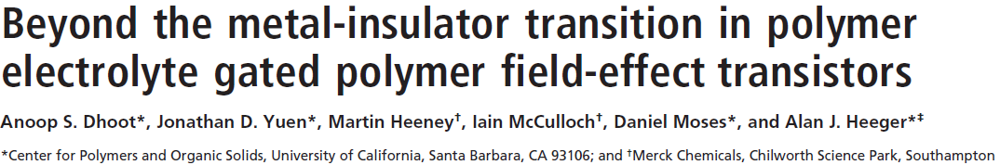 Beyond the metal-insulator transition in polymer
electrolyte gated polymer field-effect transistors
Anoop S. Dhoot*, Jonathan D. Yuen*, Martin Heeney†, Iain McCulloch†, Daniel Moses*, and Alan J. Heeger*‡
*Center for Polymers and Organic Solids, University of California, Santa Barbara, CA 93106; and †Merck Chemicals, Chilworth Science Park, Southampton